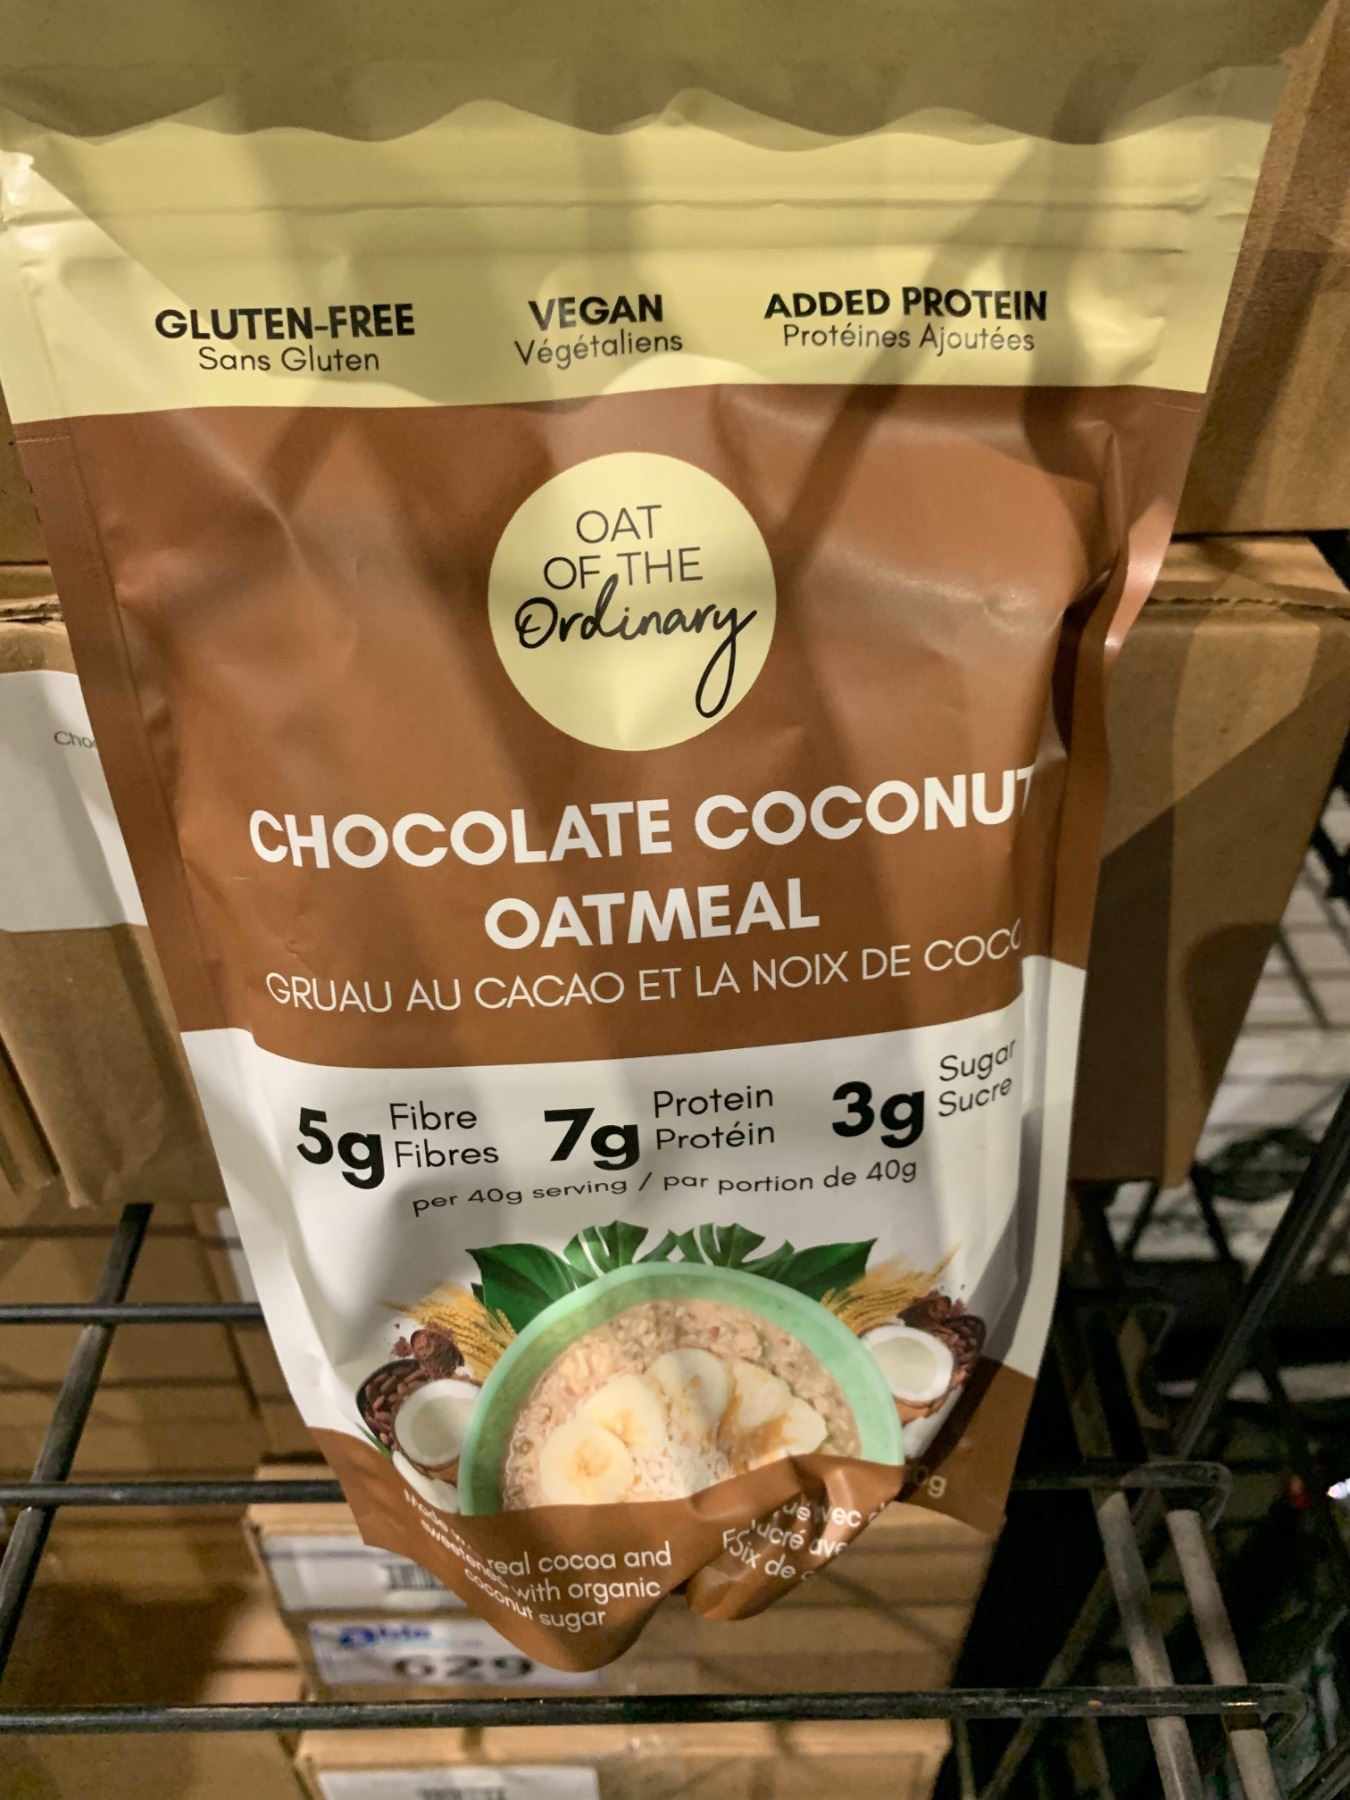 GLUTEN-FREE
Sans Gluten
VEGAN
Végétaliens
ADDED PROTEIN
Protéines Ajoutées
OAT
OF THE
Ordinary
CHOCOLATE COCONUT
OATMEAL
GRUAU AU CACAO ET LA NOIX DE COCO
5g Fibre
Fibres
7g Protein
Protéin
3g Sugar
Sucre
per 40g serving / par portion de 40g
real cocoa and
sweetened with organic
coconut sugar
629